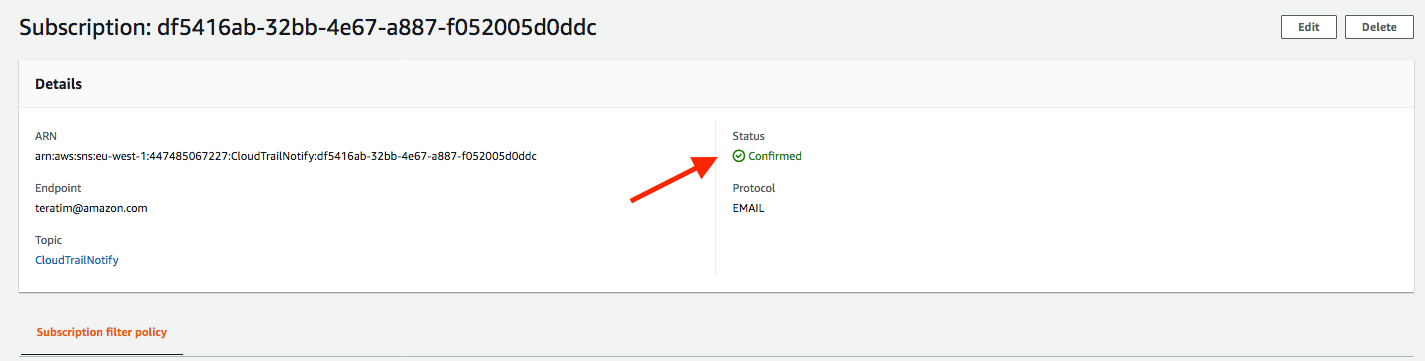 Subscription: df5416ab-32bb-4e67-a887-f052005d0ddc
Edit
Delete
Details
ARN
arn:aws:sns:eu-west-1:447485067227:CloudTrailNotify:df5416ab-32bb-4e67-a887-f052005d0ddc
Endpoint
teratim@amazon.com
Topic
CloudTrailNotify
Status
Confirmed
Protocol
EMAIL
Subscription filter policy